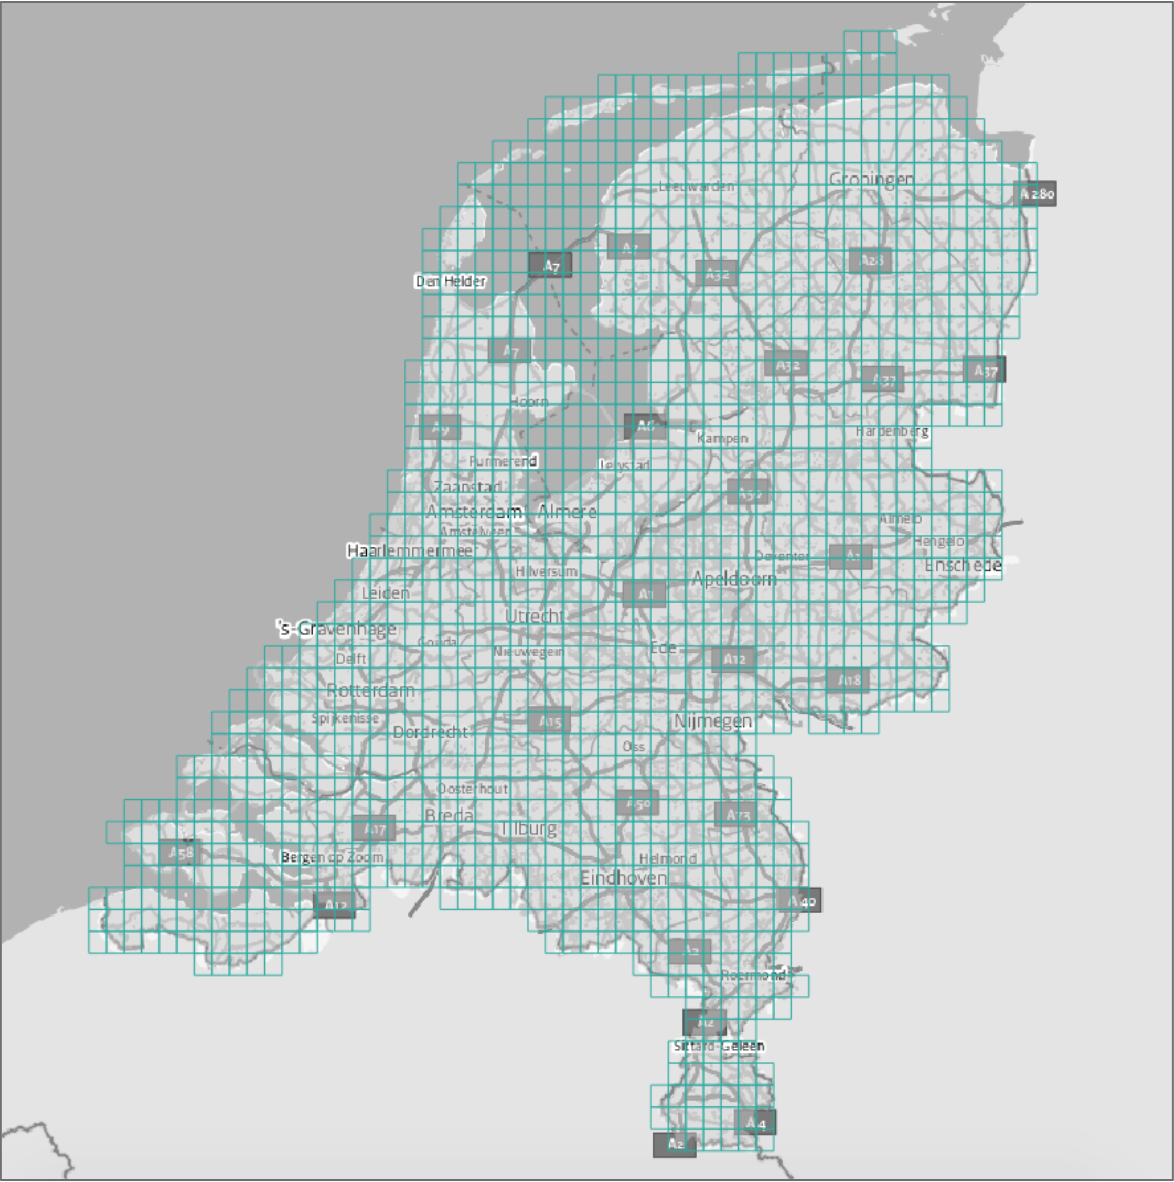 Groningen
Leeuwarden
A280
A7
A7
A32
A28
Den Helder
A7
A32
A37
A37
Hoorn
A9
A6
Kampen
Hardenberg
Purmerend
Lelystad
Zaanstad
A50
Amsterdam
Almere
Almelo
Amstelveen
Hengelo
Haarlemmermee
Deventer
A1
Enschede
Hilversum
Apeldoorn
Leiden
A1
Utrecht
's-Gravenhage
Gouda
Nieuwegein
Ede
Delft
A12
A18
Rotterdam
Spijkenisse
A15
Nijmegen
Dordrecht
Oss
Oosterhout
A50
Breda
A73
A17
Tilburg
A58
Bergen op Zoom
Helmond
Eindhoven
A12
A40
A2
Roermond
A2
Sittard-Geleen
A4
A2